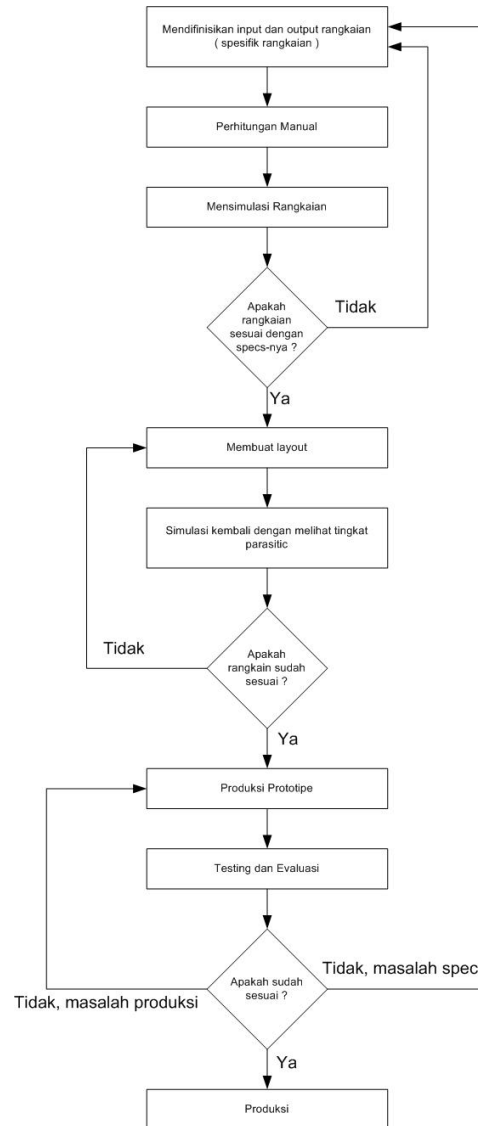 Mendifinisikan input dan output rangkaian
( spesifik rangkaian )
Perhitungan Manual
Mensimulasi Rangkaian
Apakah
rangkaian
sesuai dengan
specs-nya ?
Tidak
Ya
Membuat layout
Simulasi kembali dengan melihat tingkat
parasitic
Apakah
rangkain sudah
sesuai ?
Tidak
Ya
Produksi Prototipe
Testing dan Evaluasi
Apakah sudah
sesuai ?
Tidak, masalah spec
Tidak, masalah produksi
Ya
Produksi